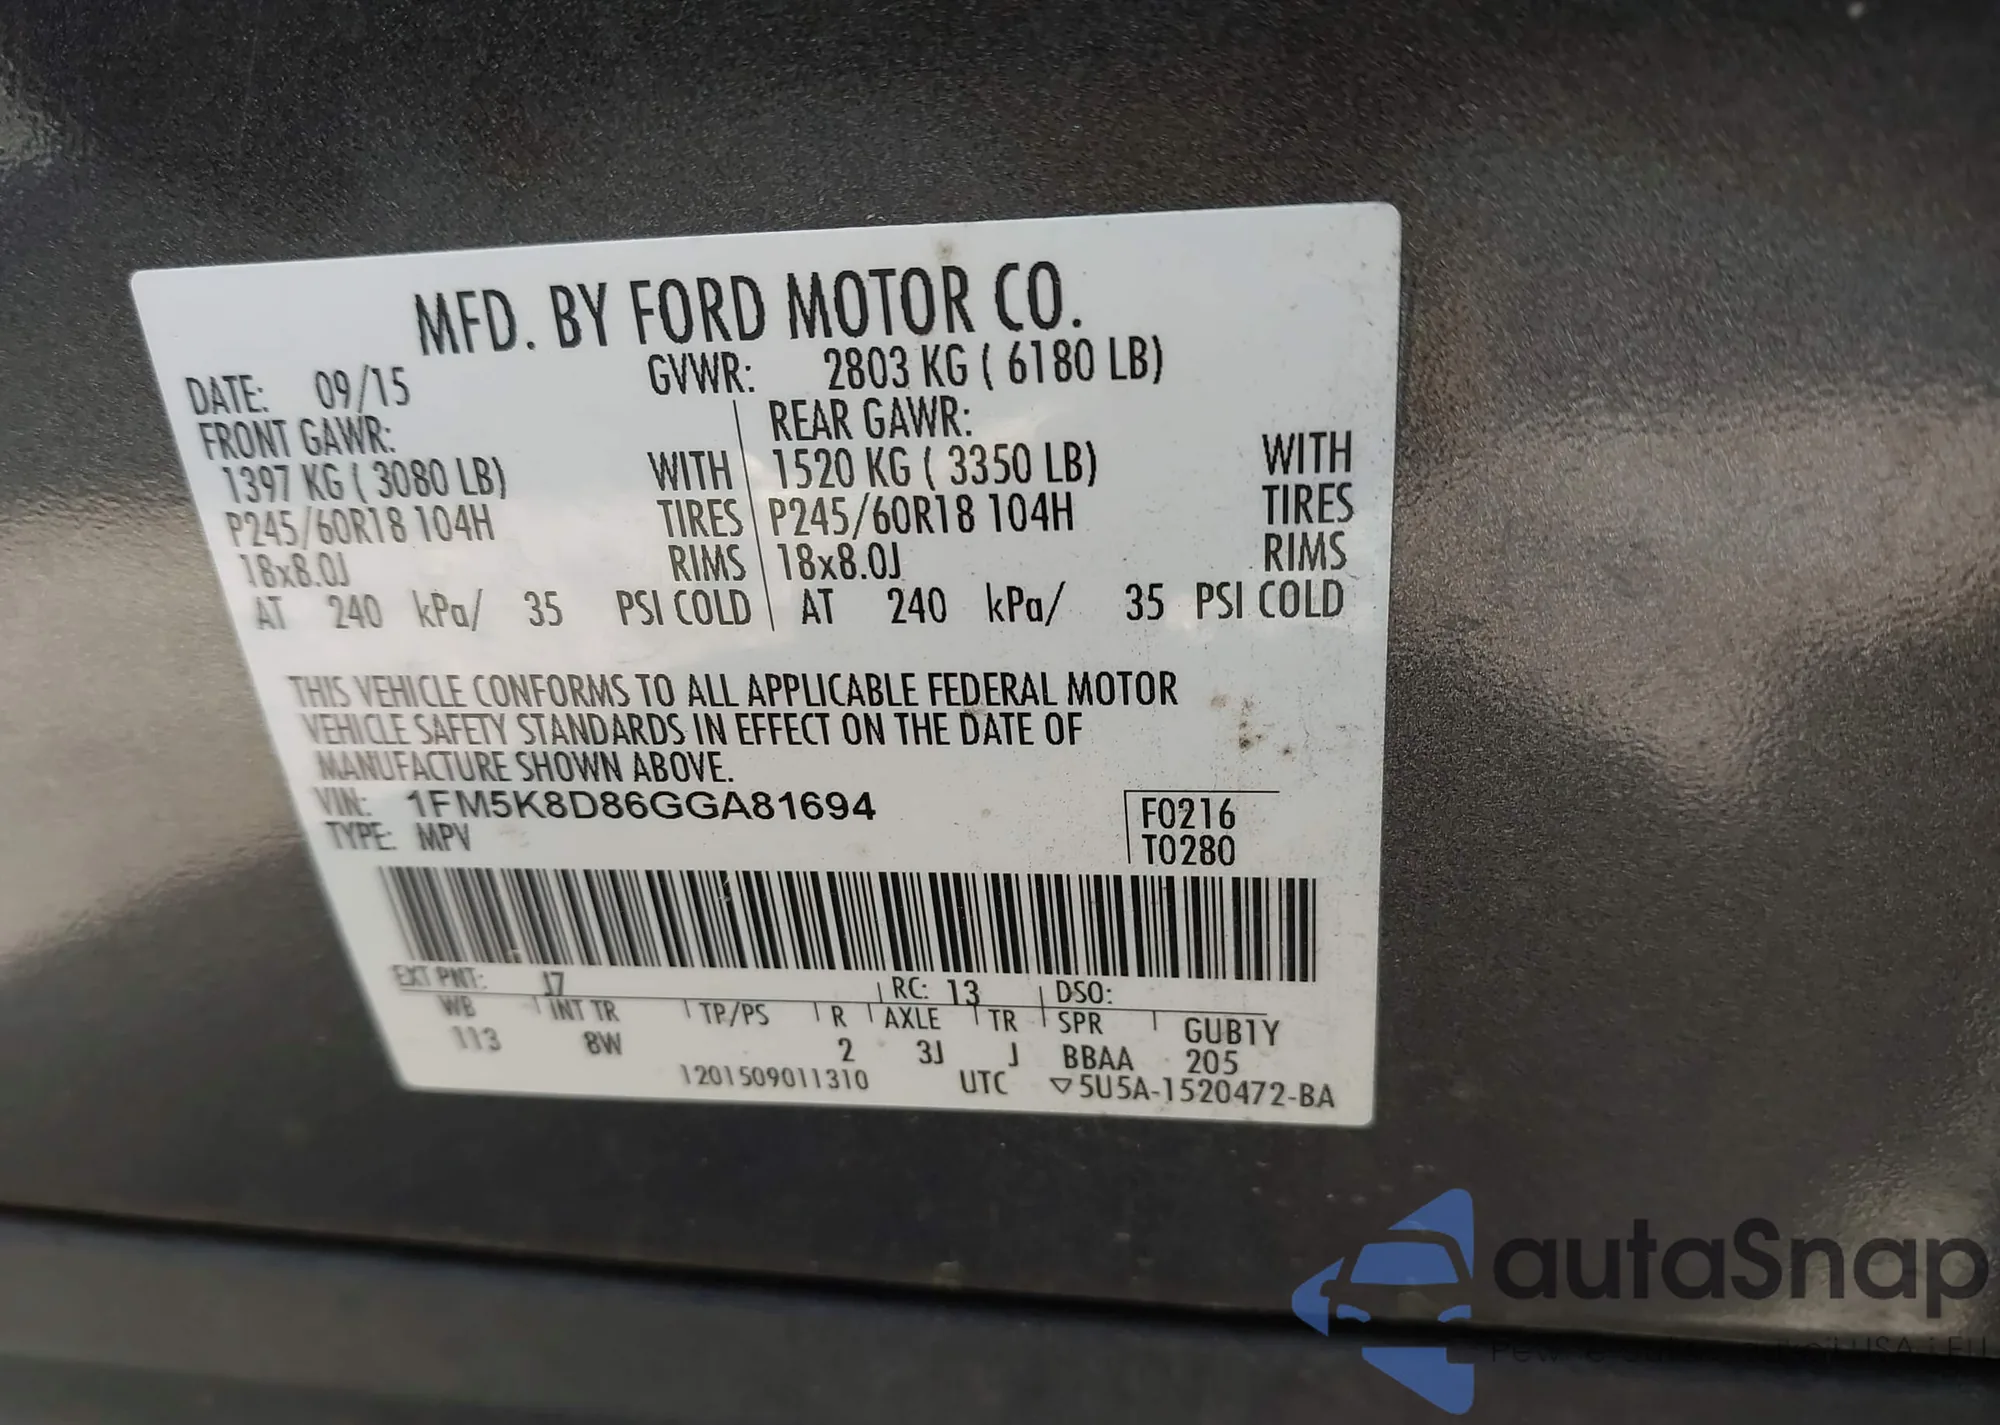 MFD. BY FORD MOTOR CO.
DATE: 09/15 GVWR: 2803 KG ( 6180 LB)
FRONT GAWR: REAR GAWR:
1397 KG ( 3080 LB) WITH 1520 KG ( 3350 LB) WITH
P245/60R18 104H TIRES P245/60R18 104H TIRES
18x8.0J RIMS 18x8.0J RIMS
AT 240 kPa/ 35 PSI COLD AT 240 kPa/ 35 PSI COLD
THIS VEHICLE CONFORMS TO ALL APPLICABLE FEDERAL MOTOR
VEHICLE SAFETY STANDARDS IN EFFECT ON THE DATE OF
MANUFACTURE SHOWN ABOVE.
VIN: 1FM5K8D86GGA81694 F0216
TYPE: MPV T0280
EXT PNT: J7 RC: 13 DSO:
WB INT TR TP/PS R AXLE TR SPR GUB1Y
113 8W 2 3J J BBAA 205
1201509011310 UTC ▽5U5A-1520472-BA
autaSnap
USA i EU